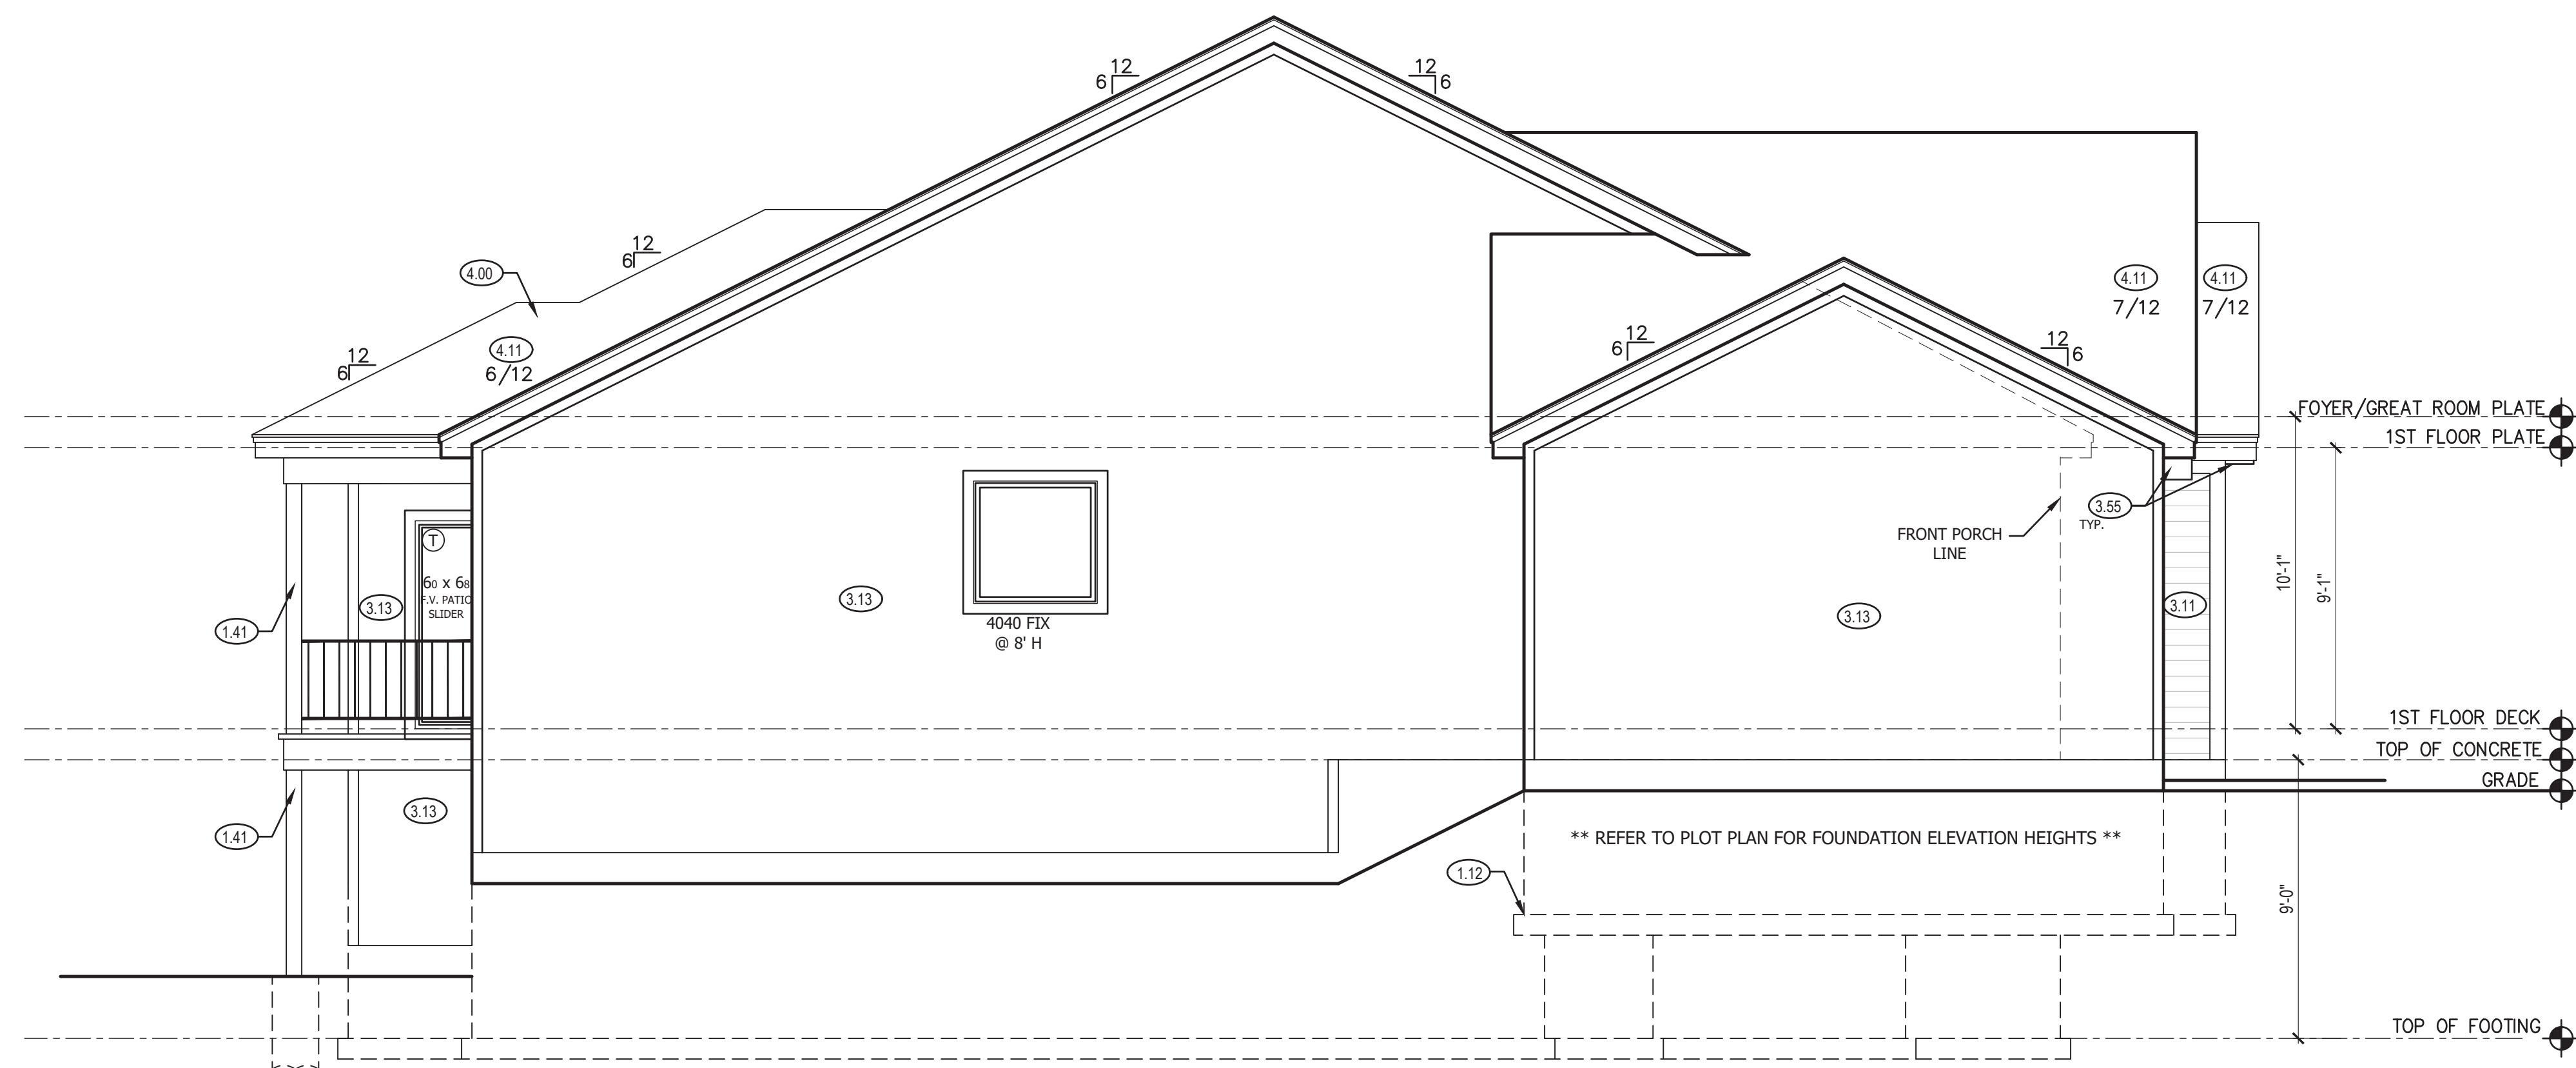 12
6
12
6
12
6
4.00
4.11
6/12
12
6
4.11
7/12
4.11
7/12
12
6
12
6
FOYER/GREAT ROOM PLATE
1ST FLOOR PLATE
3.55
TYP.
FRONT PORCH
LINE
T
60 x 68
F.V. PATIO
SLIDER
3.13
1.41
3.13
4040 FIX
@ 8' H
3.13
3.11
10'-1"
9'-1"
1ST FLOOR DECK
TOP OF CONCRETE
GRADE
3.13
1.41
** REFER TO PLOT PLAN FOR FOUNDATION ELEVATION HEIGHTS **
1.12
9'-0"
TOP OF FOOTING